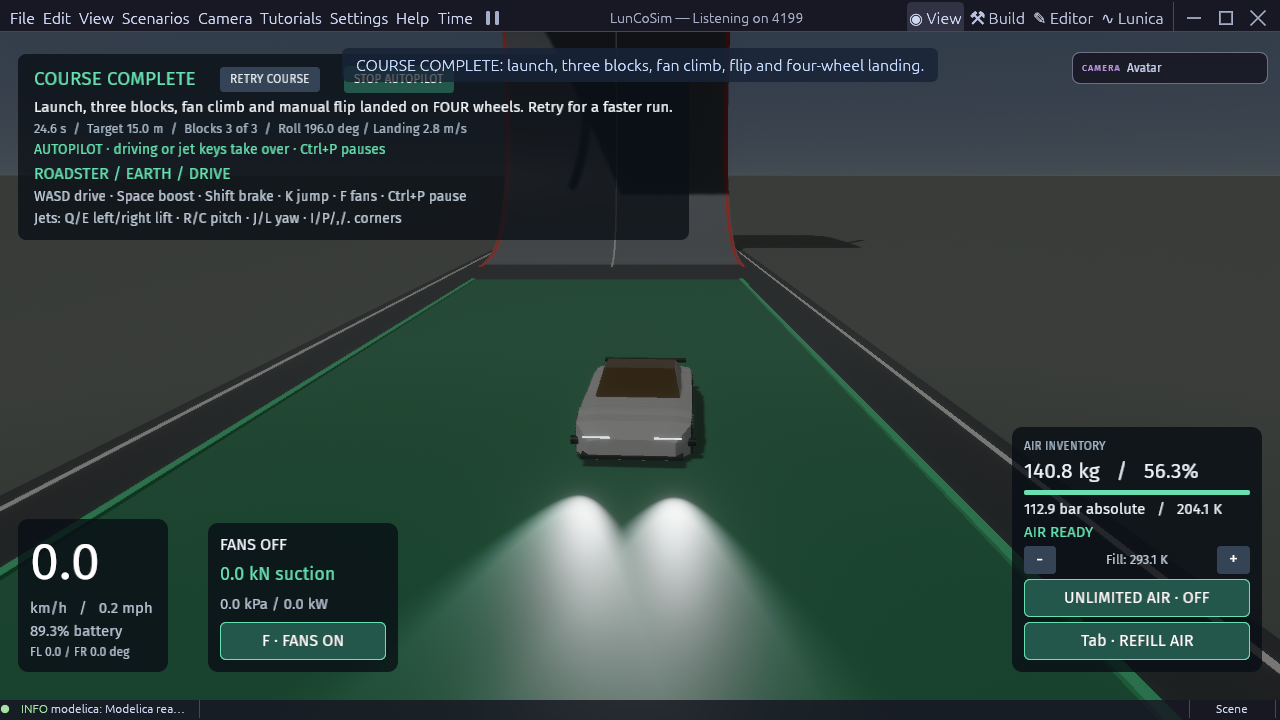 File Edit View Scenarios Camera Tutorials Settings Help Time
LunCoSim — Listening on 4199
View Build Editor Lunica
COURSE COMPLETE: launch, three blocks, fan climb, flip and four-wheel landing.
COURSE COMPLETE
RETRY COURSE
STOP AUTOPILOT
Launch, three blocks, fan climb and manual flip landed on FOUR wheels. Retry for a faster run.
24.6 s / Target 15.0 m / Blocks 3 of 3 / Roll 196.0 deg / Landing 2.8 m/s
AUTOPILOT · driving or jet keys take over · Ctrl+P pauses
ROADSTER / EARTH / DRIVE
WASD drive · Space boost · Shift brake · K jump · F fans · Ctrl+P pause
Jets: Q/E left/right lift · R/C pitch · J/L yaw · I/P/,/. corners
CAMERA Avatar
0.0
km/h / 0.2 mph
89.3% battery
FL 0.0 / FR 0.0 deg
FANS OFF
0.0 kN suction
0.0 kPa / 0.0 kW
F · FANS ON
AIR INVENTORY
140.8 kg / 56.3%
112.9 bar absolute / 204.1 K
AIR READY
- Fill: 293.1 K +
UNLIMITED AIR · OFF
Tab · REFILL AIR
INFO modelica: Modelica rea...
Scene